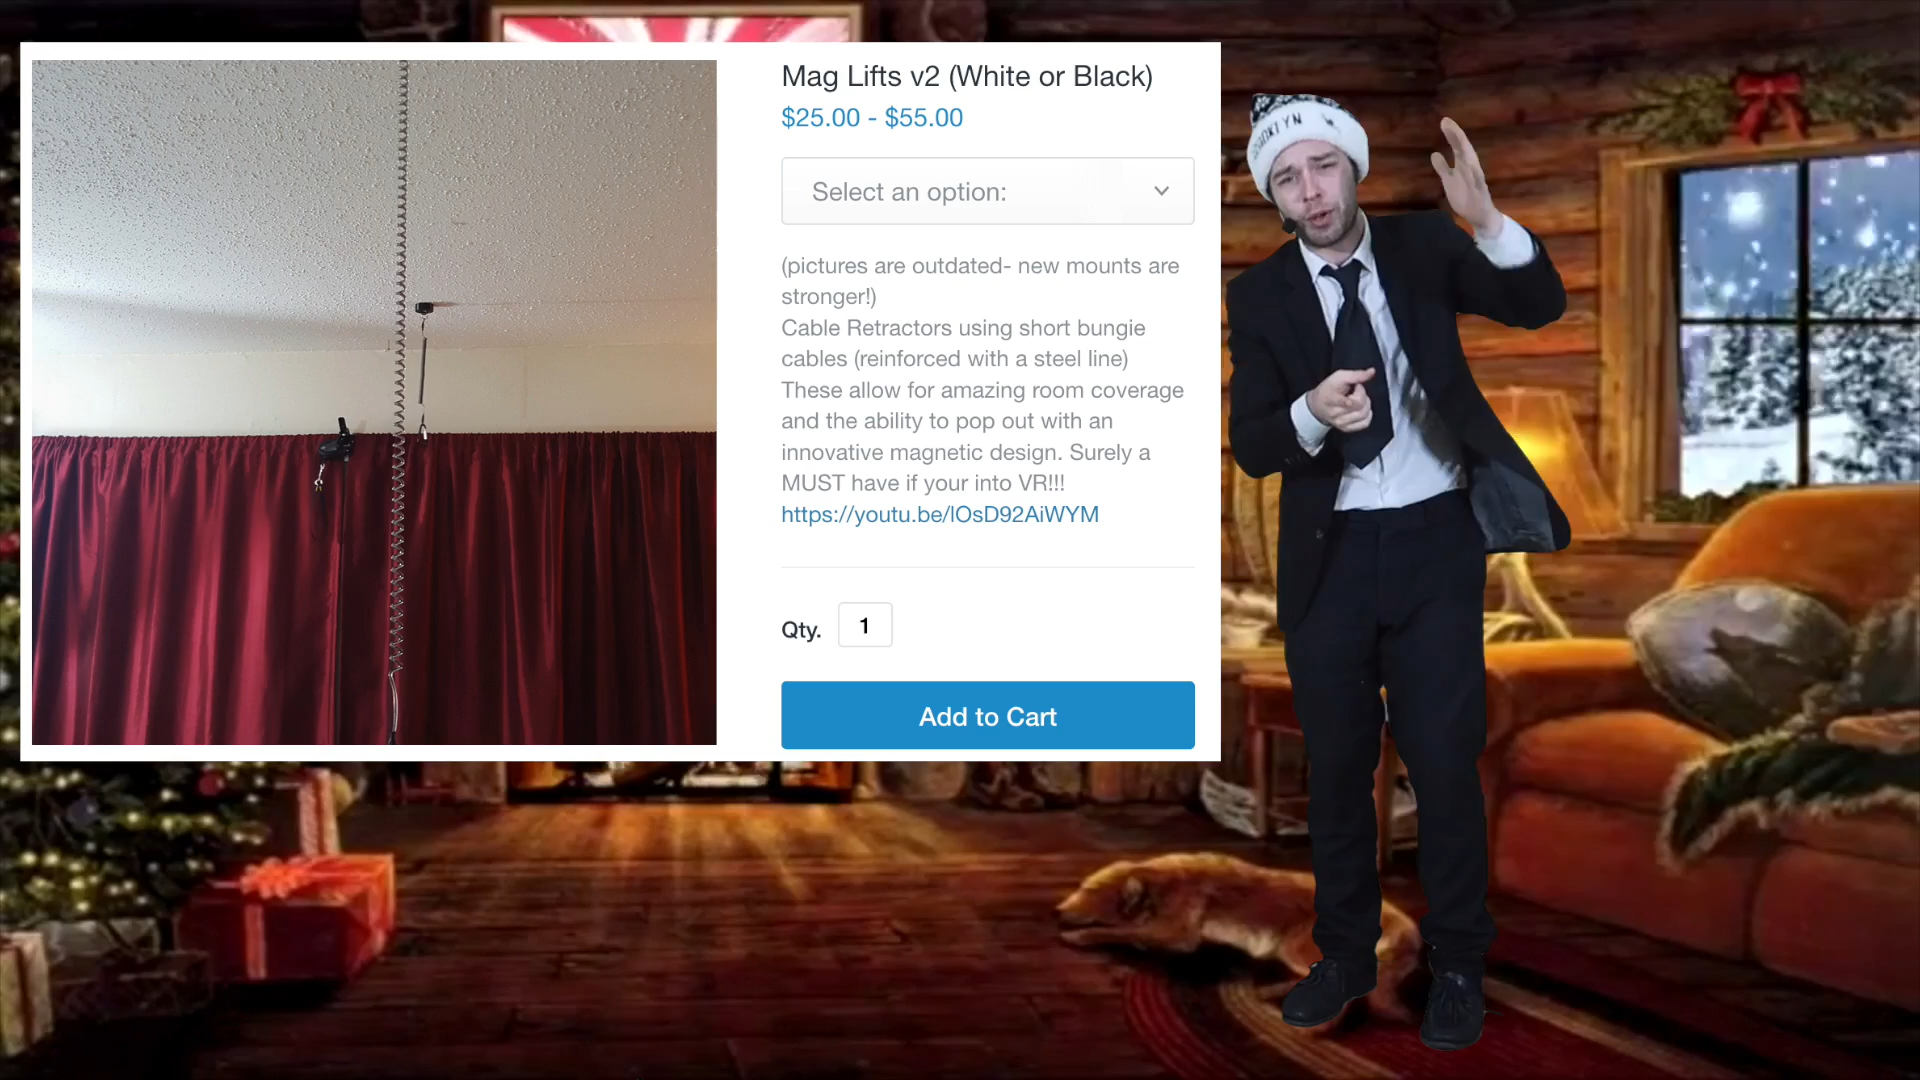 Mag Lifts v2 (White or Black)
$25.00 - $55.00
Select an option:
(pictures are outdated- new mounts are
stronger!)
Cable Retractors using short bungie
cables (reinforced with a steel line)
These allow for amazing room coverage
and the ability to pop out with an
innovative magnetic design. Surely a
MUST have if your into VR!!!
https://youtu.be/lOsD92AiWYM
Qty. 1
Add to Cart
BROOKLYN